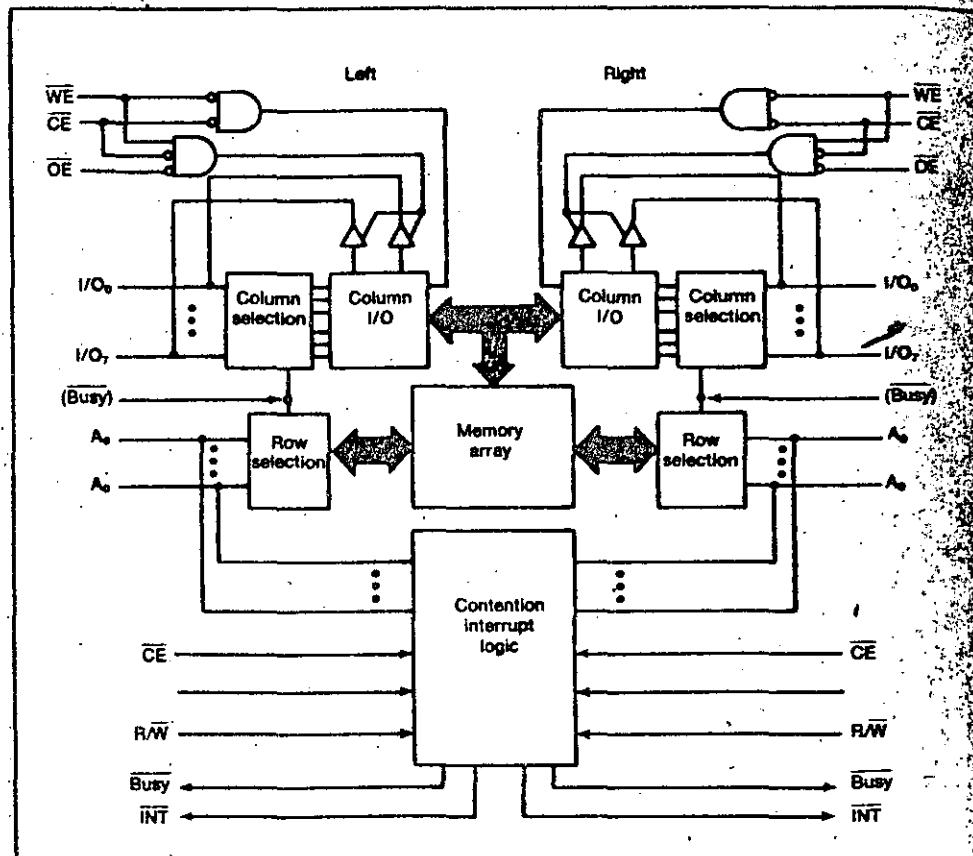 Left Right
WE WE
CE CE
OE OE
I/O₀ Column selection Column I/O Column I/O Column selection I/O₀
I/O₇ I/O₇
(Busy) (Busy)
Row selection Memory array Row selection
Contention interrupt logic
CE CE
R/W R/W
Busy Busy
INT INT